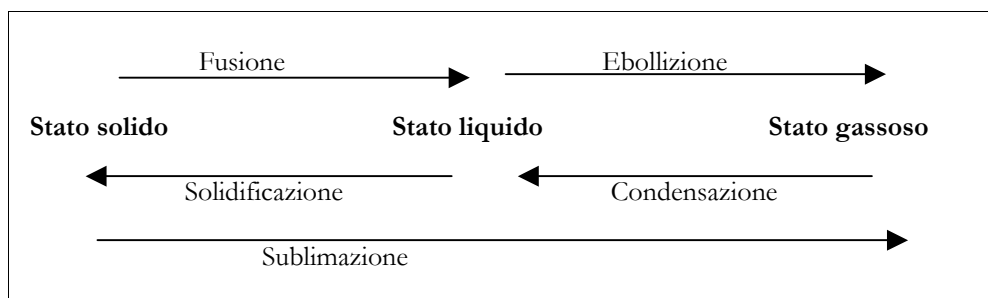 Fusione Ebollizione
Stato solido Stato liquido Stato gassoso
Solidificazione Condensazione
Sublimazione